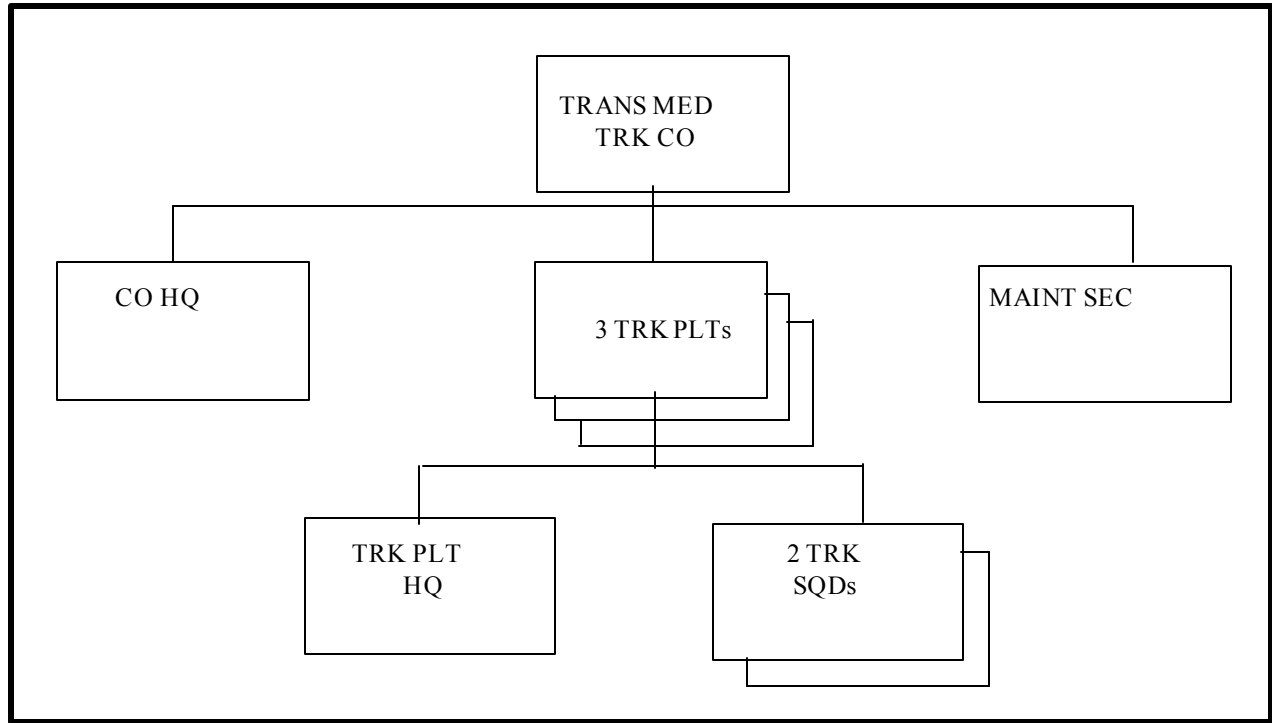 TRANS MED
TRK CO
CO HQ
3 TRK PLTs
MAINT SEC
TRK PLT
HQ
2 TRK
SQDs